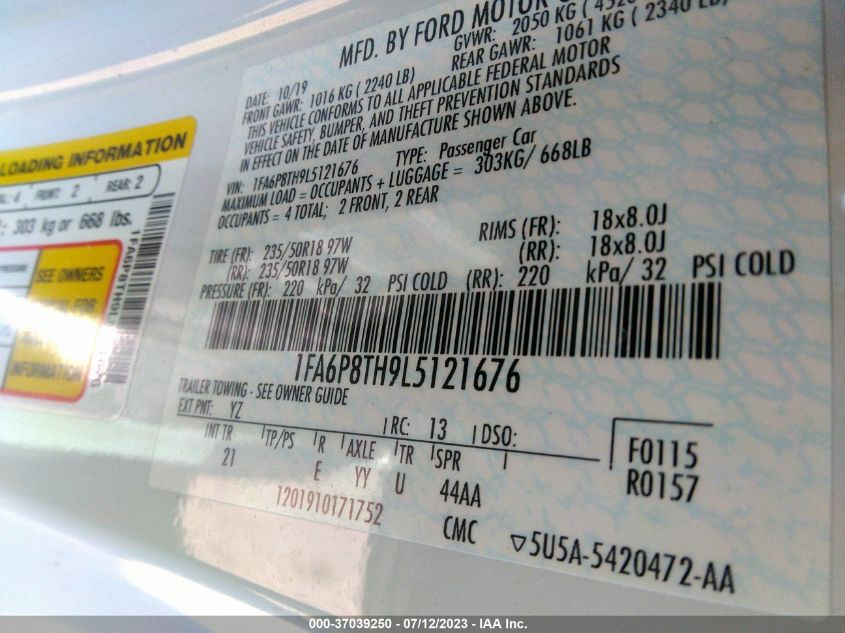 MFD. BY FORD MOTOR
DATE: 10/19 GVWR: 2050 KG
FRONT GAWR: 1016 KG ( 2240 LB) REAR GAWR: 1061 KG ( 2340 LB)
THIS VEHICLE CONFORMS TO ALL APPLICABLE FEDERAL MOTOR
VEHICLE SAFETY, BUMPER, AND THEFT PREVENTION STANDARDS
IN EFFECT ON THE DATE OF MANUFACTURE SHOWN ABOVE.
VIN: 1FA6P8TH9L5121676 TYPE: Passenger Car
MAXIMUM LOAD = OCCUPANTS + LUGGAGE = 303KG/ 668LB
OCCUPANTS = 4 TOTAL; 2 FRONT, 2 REAR
TIRE (FR): 235/50R18 97W RIMS (FR): 18x8.0J
(RR): 235/50R18 97W (RR): 18x8.0J
PRESSURE (FR): 220 kPa/ 32 PSI COLD (RR): 220 kPa/ 32 PSI COLD
1FA6P8TH9L5121676
TRAILER TOWING - SEE OWNER GUIDE
EXT PNT: YZ RC: 13 DSO:
INT TR TP/PS R AXLE TR SPR F0115
21 E YY U 44AA R0157
1201910171752 CMC 5U5A-5420472-AA
LOADING INFORMATION
4 FRONT: 2 REAR: 2
303 kg or 668 lbs.
PRESSURE SEE OWNERS
FOR
000-37039250 - 07/12/2023 - IAA Inc.